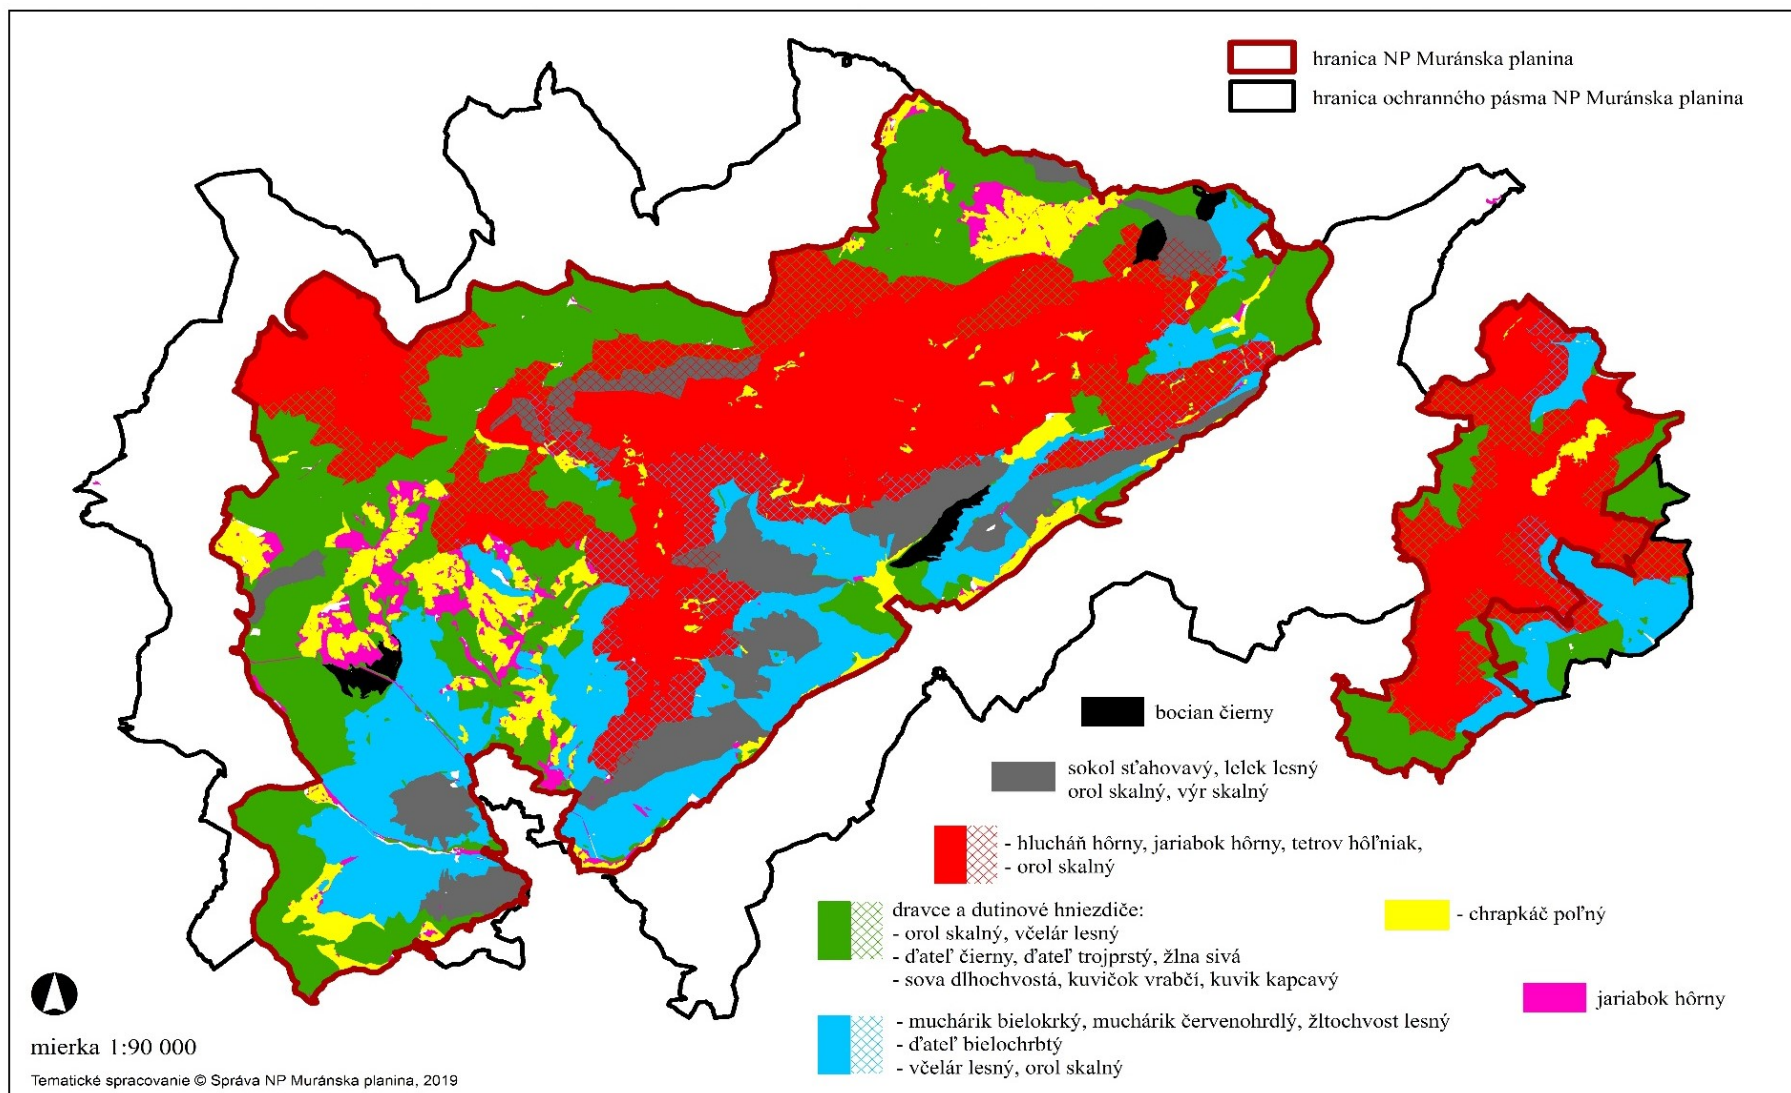 hranica NP Muránska planina
hranica ochranného pásma NP Muránska planina
bocian čierny
sokol sťahovavý, lelek lesný
orol skalný, výr skalný
- hlucháň hôrny, jariabok hôrny, tetrov hôľniak,
- orol skalný
dravce a dutinové hniezdiče:
- orol skalný, včelár lesný
- ďateľ čierny, ďateľ trojprstý, žlna sivá
- sova dlhochvostá, kuvičok vrabčí, kuvik kapcavý
- chrapkáč poľný
jariabok hôrny
- muchárik bielokrký, muchárik červenohrdlý, žltochvost lesný
- ďateľ bielochrbtý
- včelár lesný, orol skalný
mierka 1:90 000
Tematické spracovanie © Správa NP Muránska planina, 2019